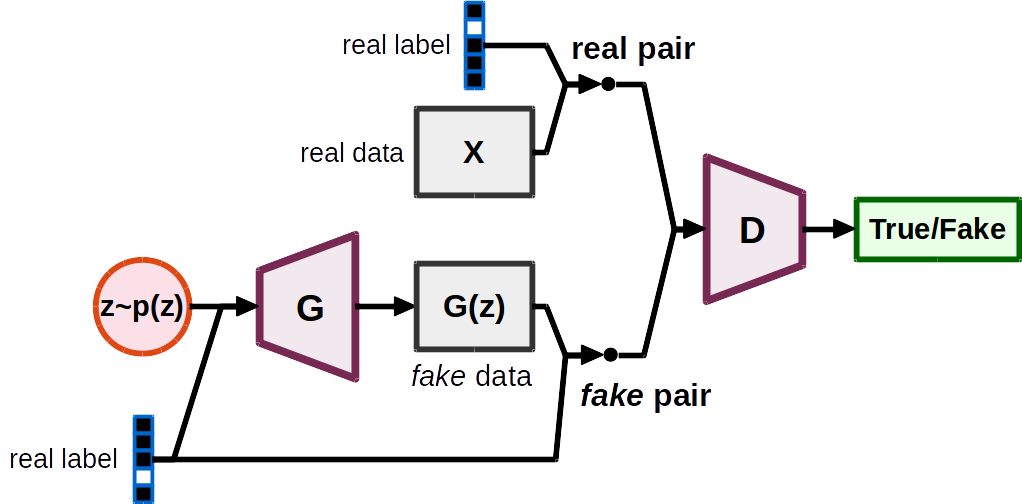 real label
real pair
real data
X
D
True/Fake
z~p(z)
G
G(z)
fake data
fake pair
real label